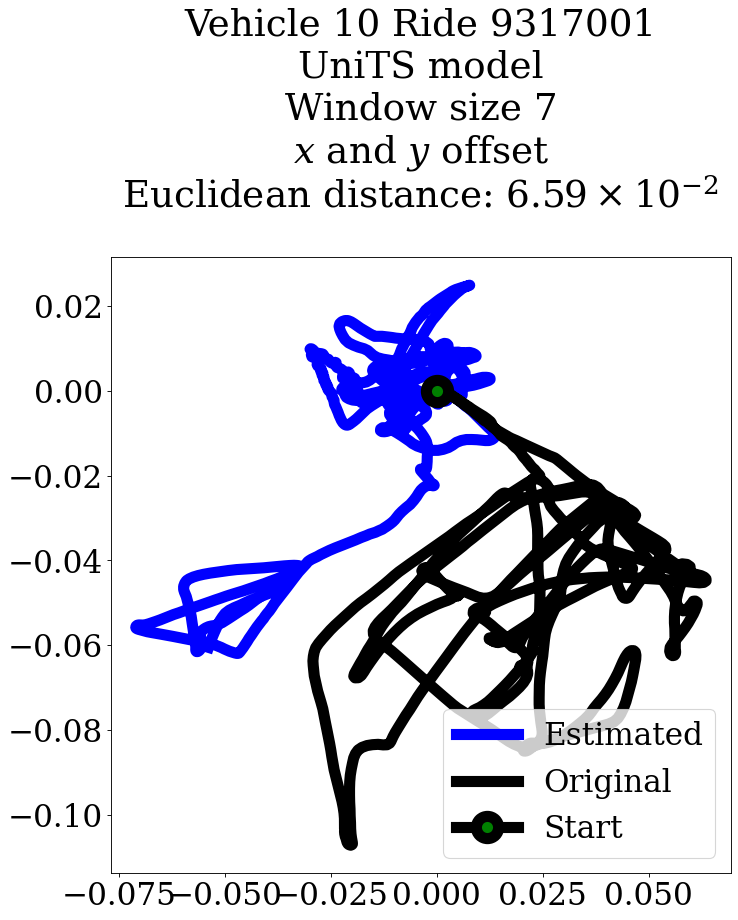 Vehicle 10 Ride 9317001
UniTS model
Window size 7
x and y offset
Euclidean distance: 6.59 × 10⁻²
0.02
0.00
−0.02
−0.04
−0.06
−0.08
−0.10
Estimated
Original
Start
−0.075 −0.050 −0.025 0.000 0.025 0.050